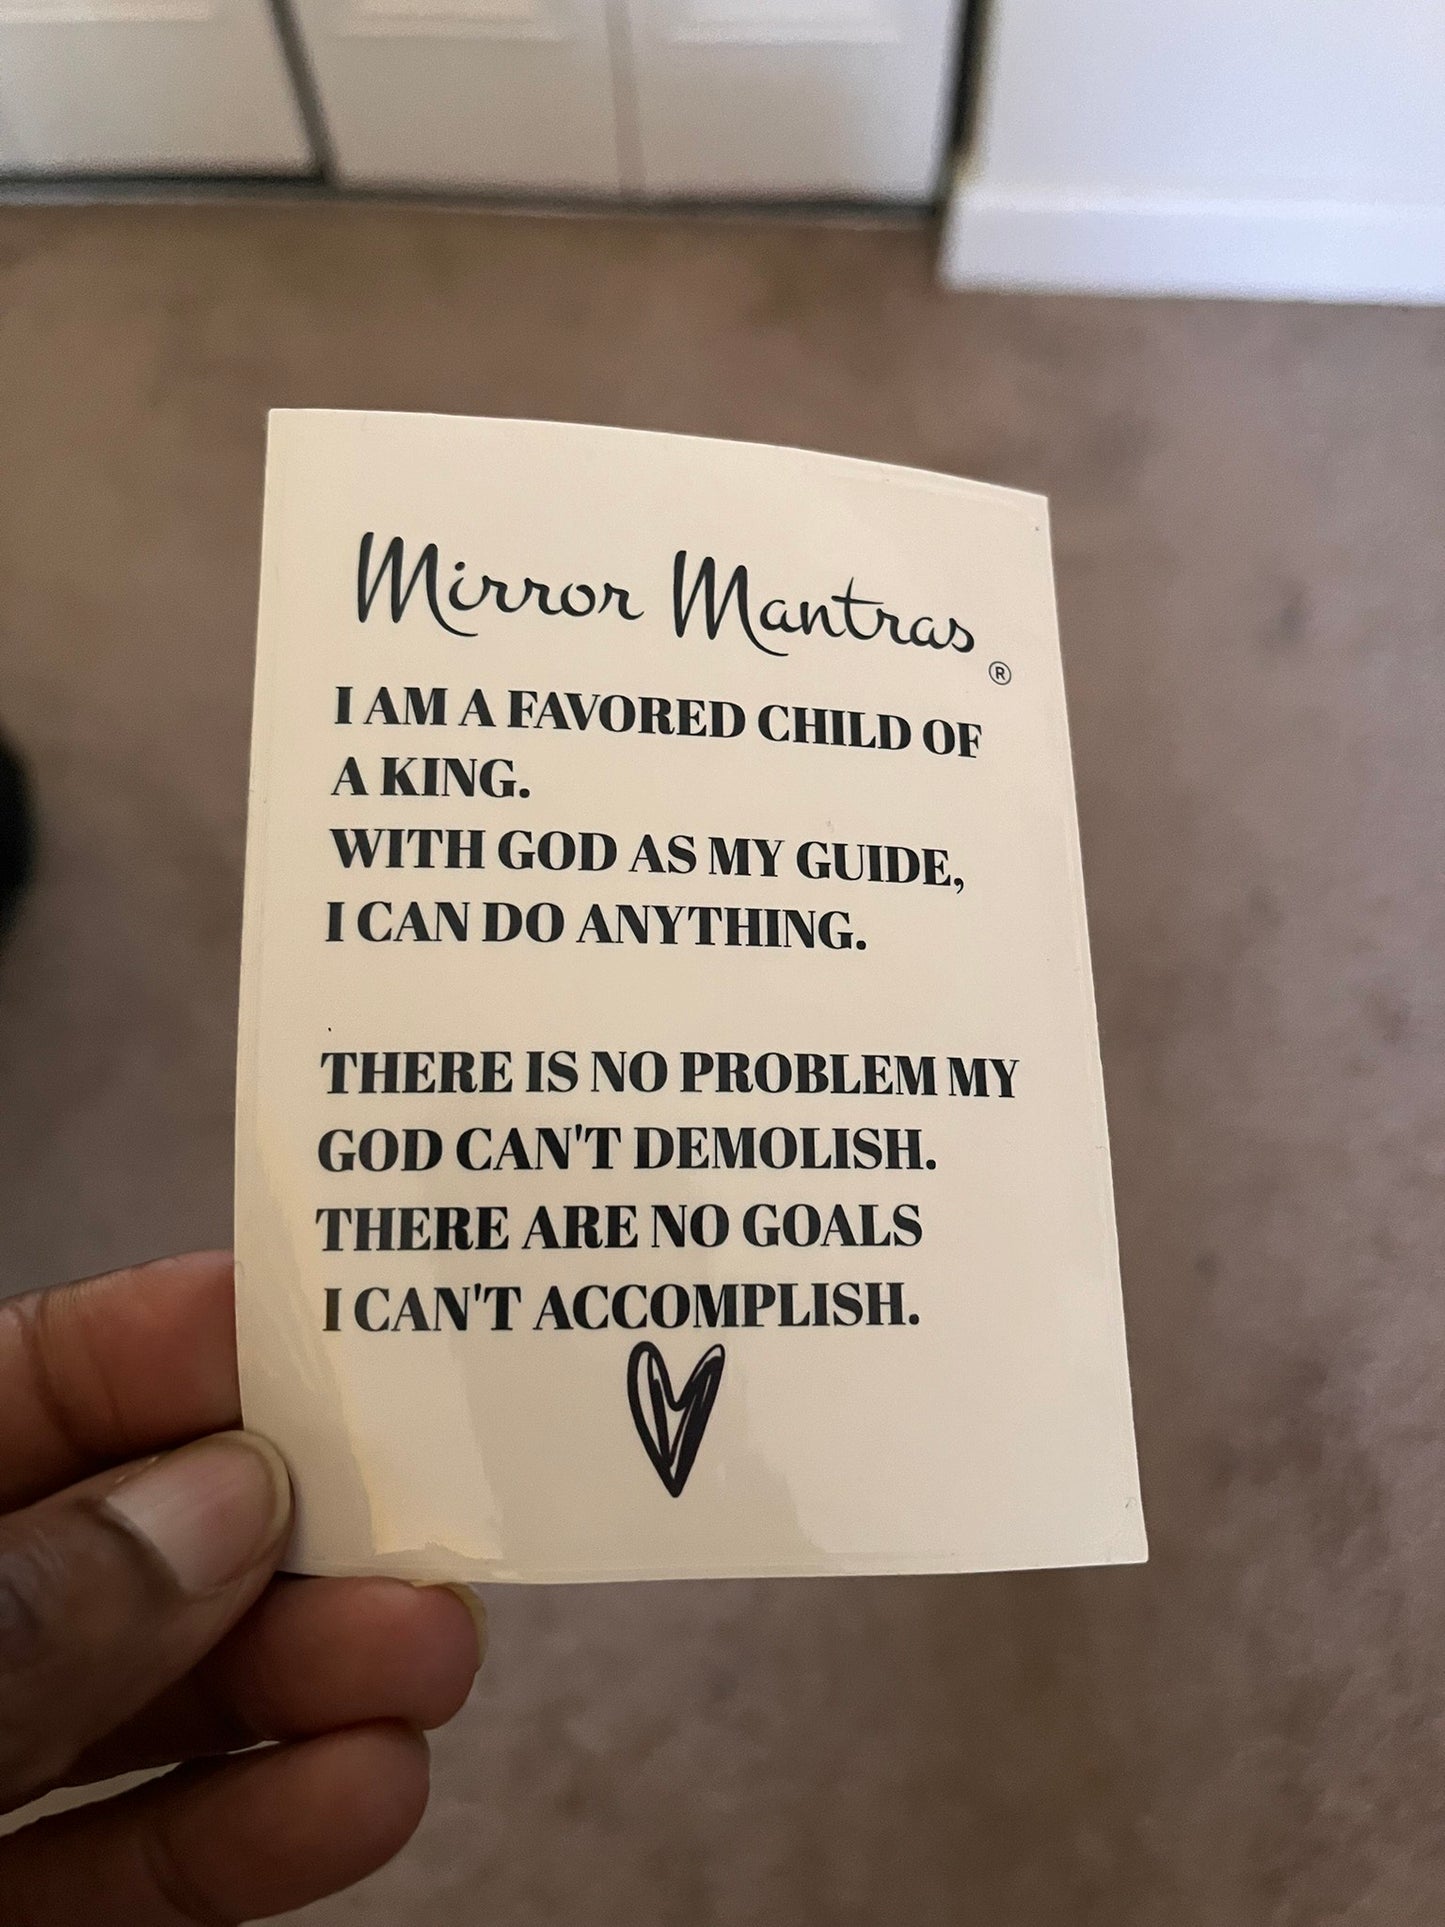 Mirror Mantras ®
I AM A FAVORED CHILD OF
A KING.
WITH GOD AS MY GUIDE,
I CAN DO ANYTHING.
THERE IS NO PROBLEM MY
GOD CAN'T DEMOLISH.
THERE ARE NO GOALS
I CAN'T ACCOMPLISH.